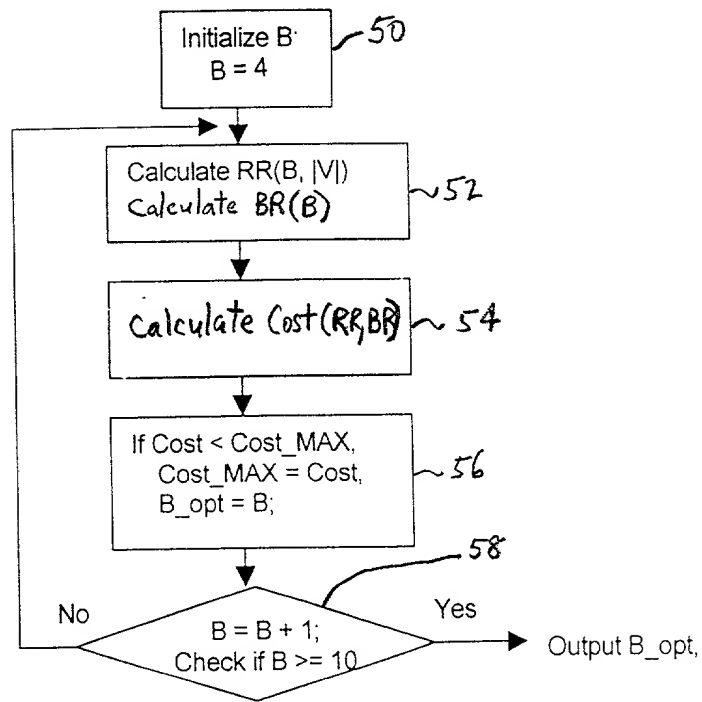 Initialize B
B = 4
50
Calculate RR(B, |V|)
Calculate BR(B)
52
Calculate Cost(RR,BR)
54
If Cost < Cost_MAX,
Cost_MAX = Cost,
B_opt = B;
56
58
No
Yes
B = B + 1;
Check if B >= 10
Output B_opt,